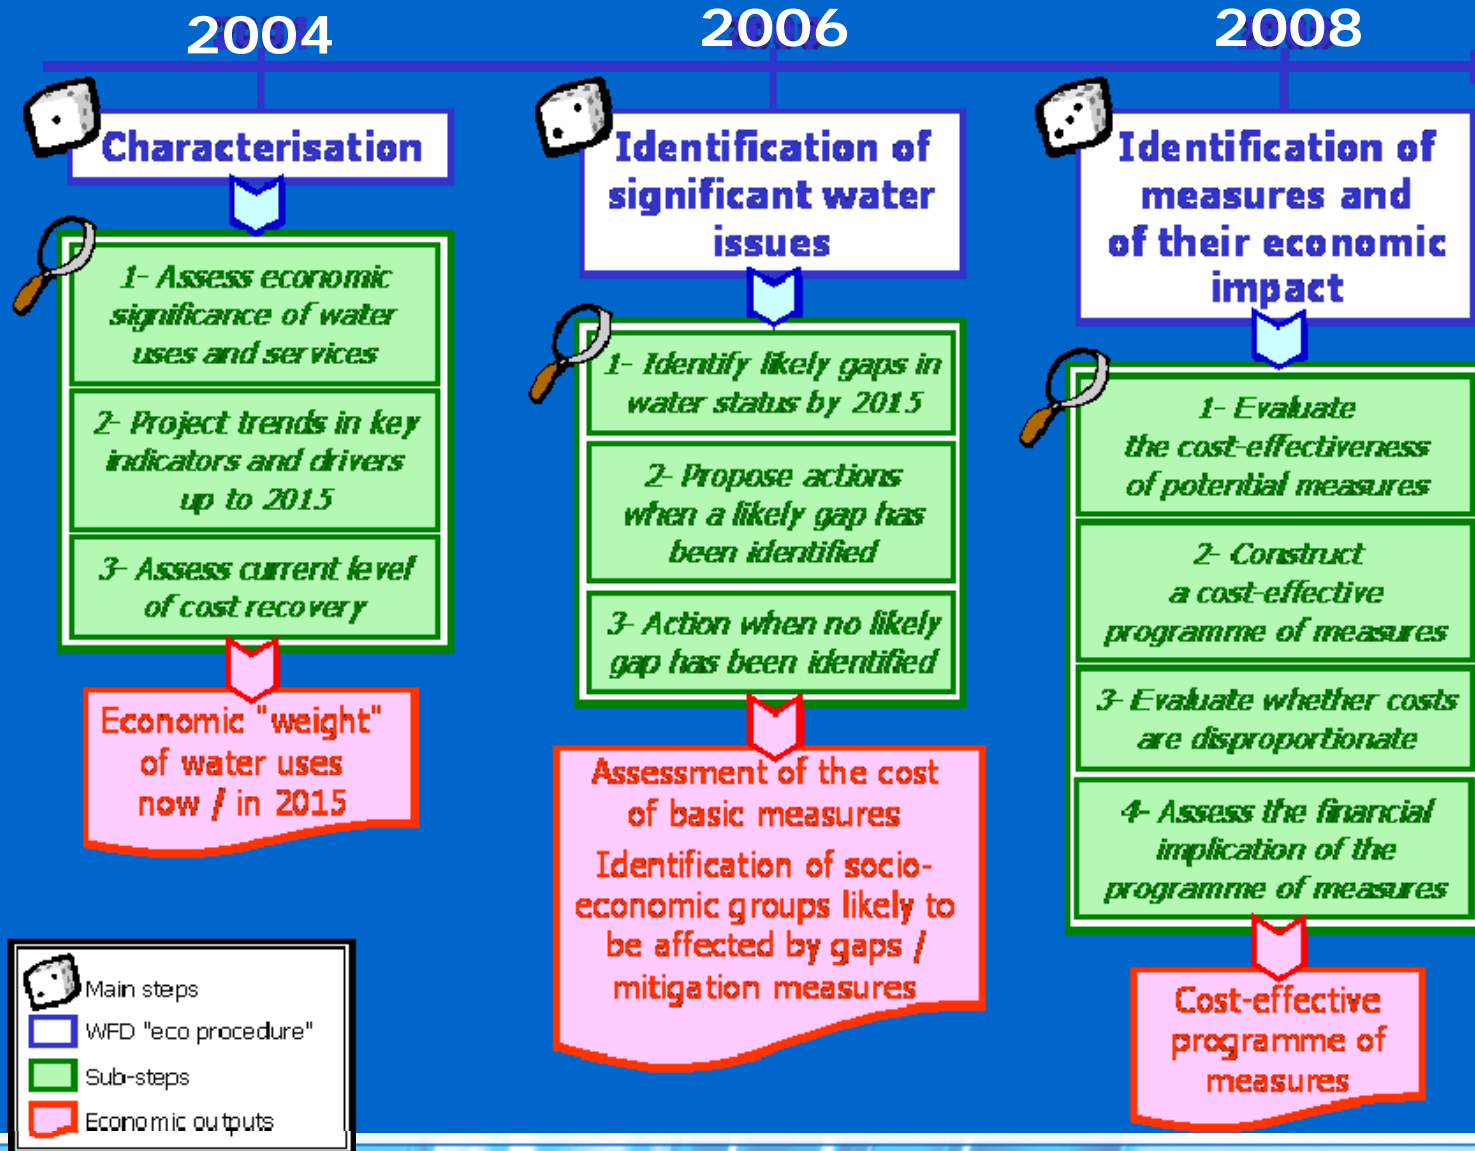 2004
2006
2008
Characterisation
1- Assess economic
significance of water
uses and services
2- Project trends in key
indicators and drivers
up to 2015
3- Assess current level
of cost recovery
Economic "weight"
of water uses
now / in 2015
Identification of
significant water
issues
1- Identify likely gaps in
water status by 2015
2- Propose actions
when a likely gap has
been identified
3- Action when no likely
gap has been identified
Assessment of the cost
of basic measures
Identification of socio-
economic groups likely to
be affected by gaps /
mitigation measures
Identification of
measures and
of their economic
impact
1- Evaluate
the cost-effectiveness
of potential measures
2- Construct
a cost-effective
programme of measures
3- Evaluate whether costs
are disproportionate
4- Assess the financial
implication of the
programme of measures
Cost-effective
programme of
measures
Main steps
WFD "eco procedure"
Sub-steps
Economic outputs